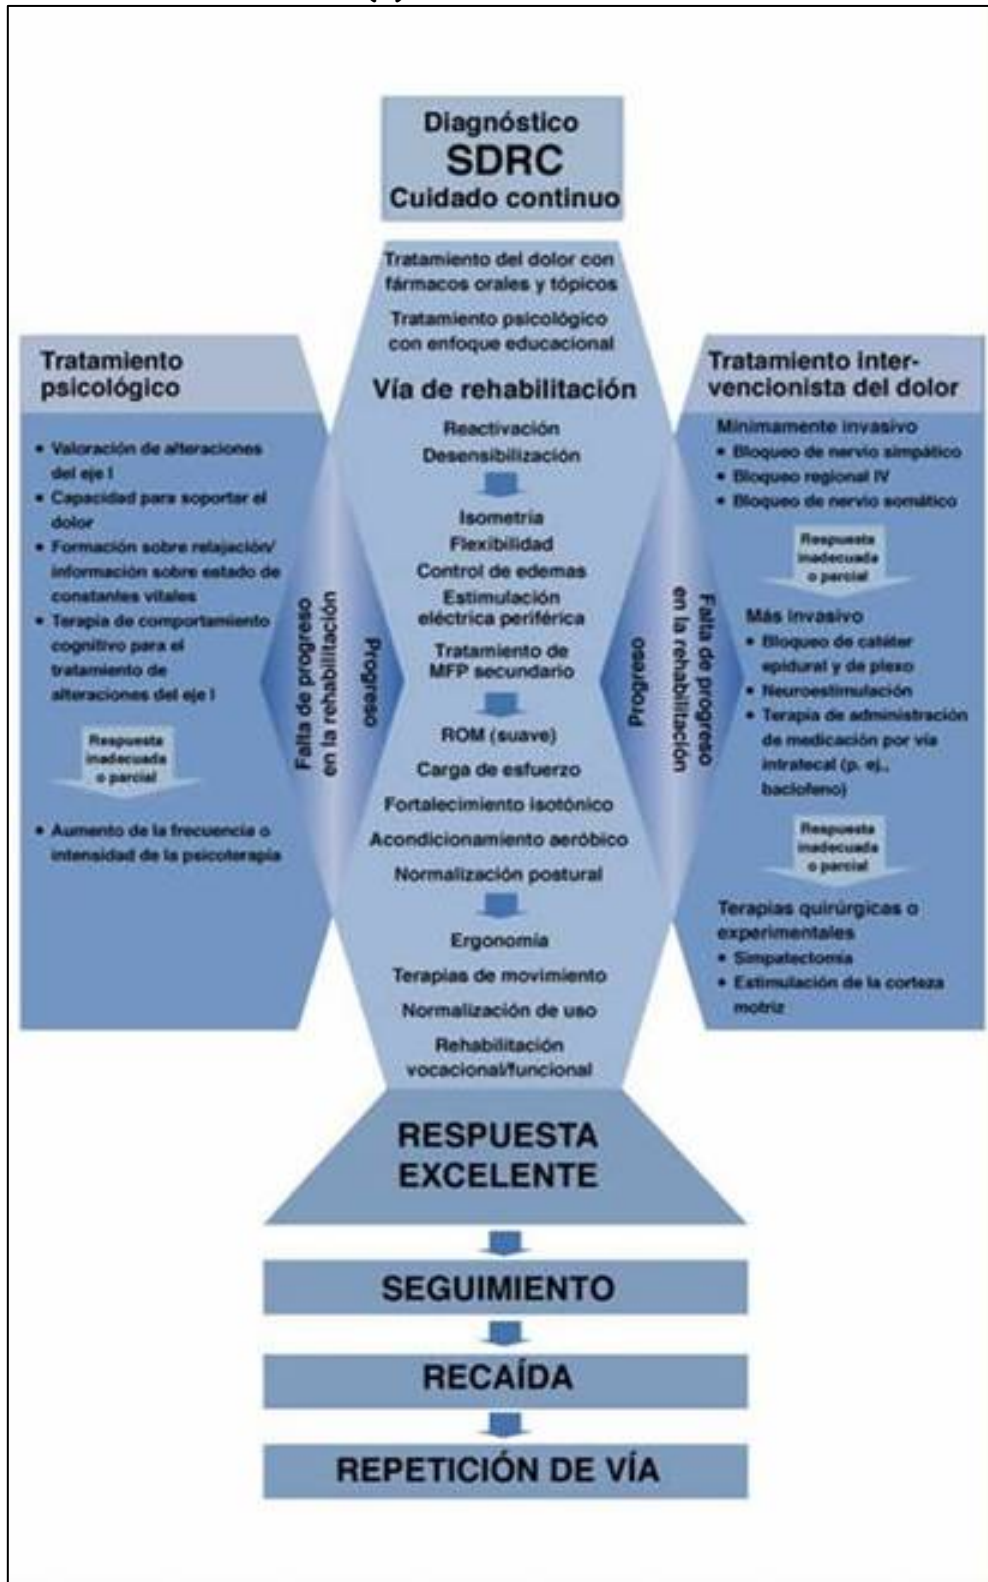 Diagnóstico
SDRC
Cuidado continuo
Tratamiento del dolor con
fármacos orales y tópicos
Tratamiento psicológico
con enfoque educacional
Vía de rehabilitación
Reactivación
Desensibilización
Isometría
Flexibilidad
Control de edemas
Estimulación
eléctrica periférica
Tratamiento de
MFP secundario
ROM (suave)
Carga de esfuerzo
Fortalecimiento isotónico
Acondicionamiento aeróbico
Normalización postural
Ergonomía
Terapias de movimiento
Normalización de uso
Rehabilitación
vocacional/funcional
Tratamiento
psicológico
• Valoración de alteraciones
del eje I
• Capacidad para soportar el
dolor
• Formación sobre relajación/
información sobre estado de
constantes vitales
• Terapia de comportamiento
cognitivo para el
tratamiento de
alteraciones del eje I
Respuesta
inadecuada
o parcial
• Aumento de la frecuencia o
intensidad de la psicoterapia
Falta de progreso
en la rehabilitación
Progreso
Progreso
Falta de progreso
en la rehabilitación
Tratamiento inter-
vencionista del dolor
Mínimamente invasivo
• Bloqueo de nervio simpático
• Bloqueo regional IV
• Bloqueo de nervio somático
Respuesta
inadecuada
o parcial
Más invasivo
• Bloqueo de catéter
epidural y de plexo
• Neuroestimulación
• Terapia de administración
de medicación por vía
intratecal (p. ej.,
baclofeno)
Respuesta
inadecuada
o parcial
Terapias quirúrgicas o
experimentales
• Simpatectomía
• Estimulación de la corteza
motriz
RESPUESTA
EXCELENTE
SEGUIMIENTO
RECAÍDA
REPETICIÓN DE VÍA